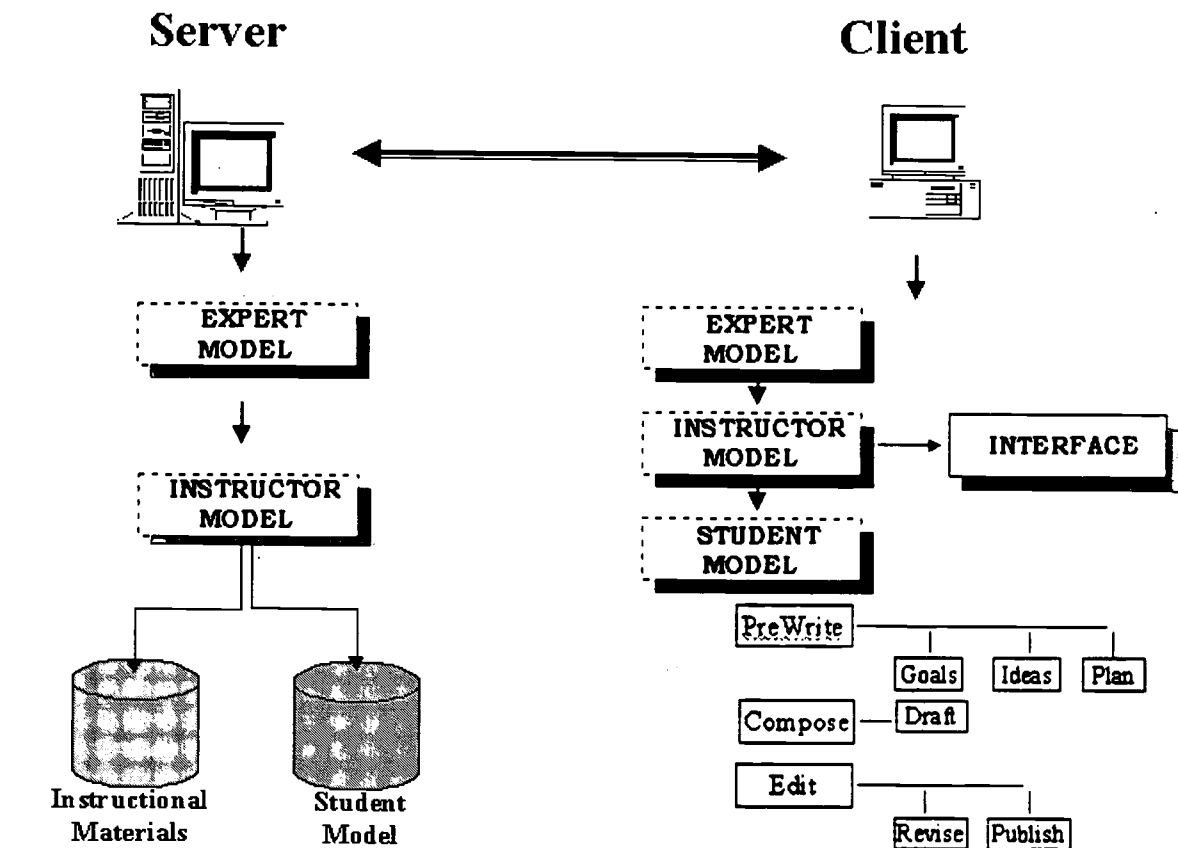 Server
Client
EXPERT
MODEL
INSTRUCTOR
MODEL
Instructional
Materials
Student
Model
EXPERT
MODEL
INSTRUCTOR
MODEL
INTERFACE
STUDENT
MODEL
PreWrite
Goals
Ideas
Plan
Compose
Draft
Edit
Revise
Publish